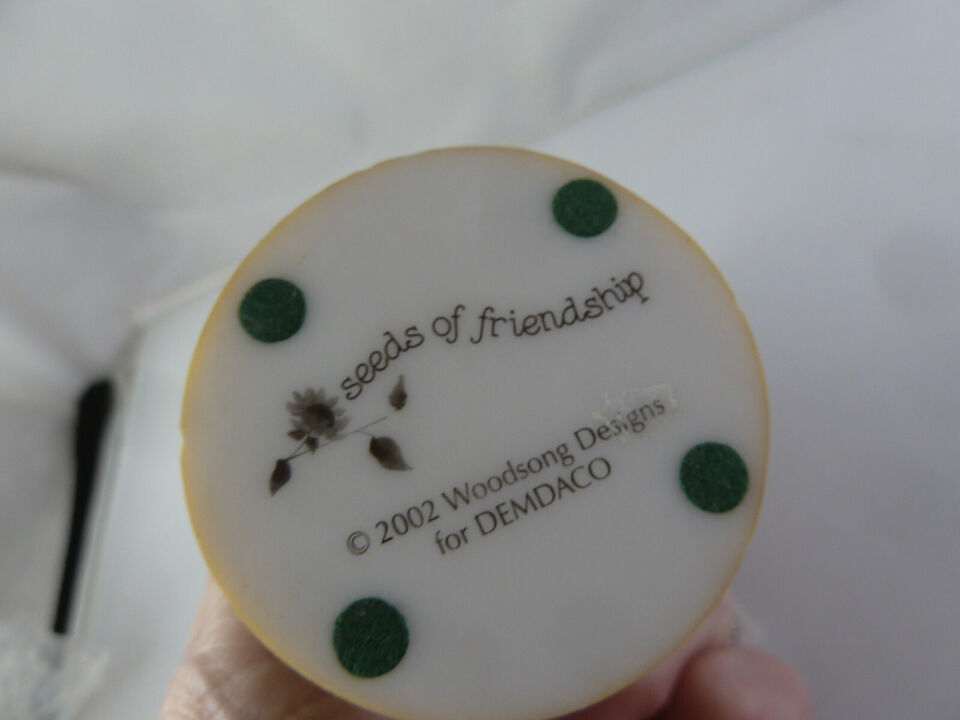 seeds of friendship
© 2002 Woodsong Designs
for DEMDACO